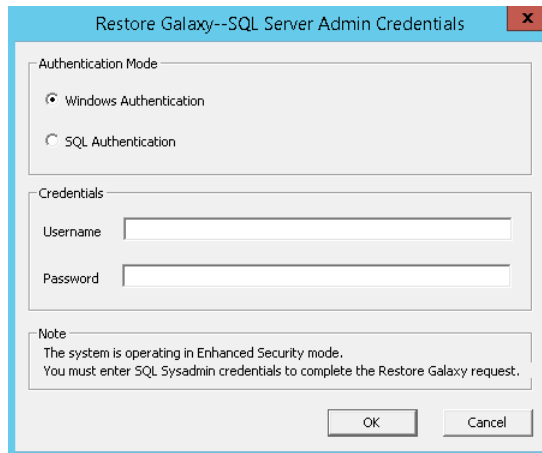 Restore Galaxy--SQL Server Admin Credentials
x
Authentication Mode
Windows Authentication
SQL Authentication
Credentials
Username
Password
Note
The system is operating in Enhanced Security mode.
You must enter SQL Sysadmin credentials to complete the Restore Galaxy request.
OK Cancel